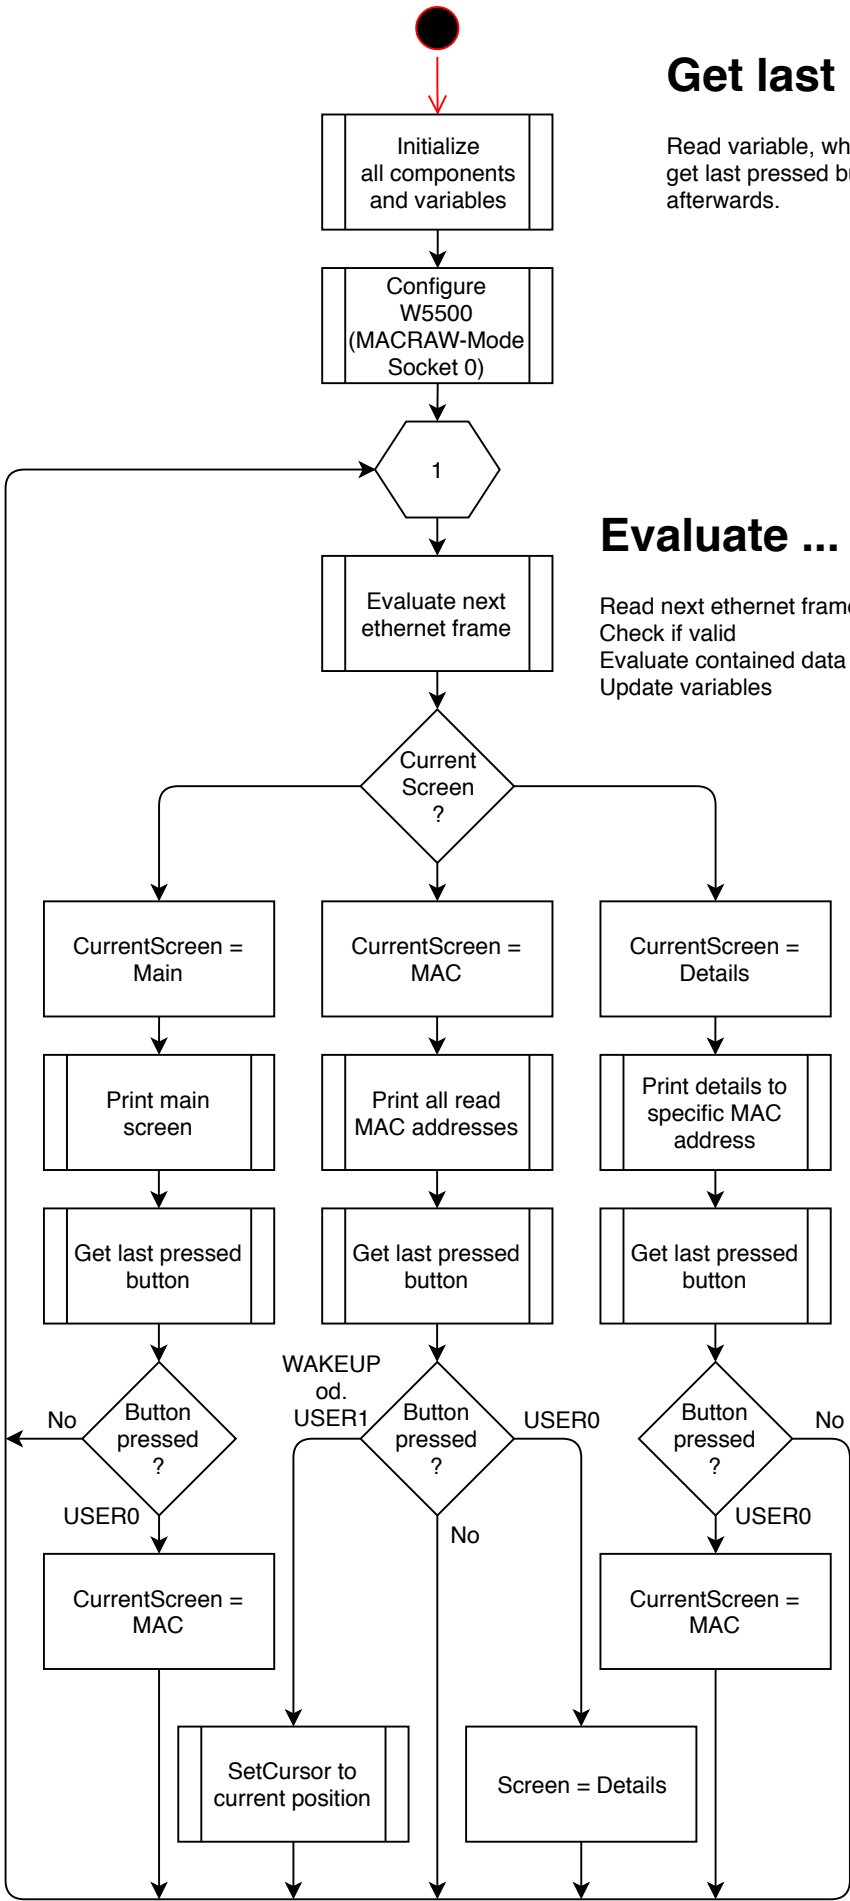 Get last
Initialize
all components
and variables
Read variable, wh
get last pressed bu
afterwards.
Configure
W5500
(MACRAW-Mode
Socket 0)
1
Evaluate ...
Evaluate next
ethernet frame
Read next ethernet frame
Check if valid
Evaluate contained data
Update variables
Current
Screen
?
CurrentScreen =
Main
CurrentScreen =
MAC
CurrentScreen =
Details
Print main
screen
Print all read
MAC addresses
Print details to
specific MAC
address
Get last pressed
button
Get last pressed
button
Get last pressed
button
No
Button
pressed
?
USER0
WAKEUP
od.
USER1
Button
pressed
?
USER0
No
Button
pressed
?
No
USER0
CurrentScreen =
MAC
CurrentScreen =
MAC
SetCursor to
current position
Screen = Details